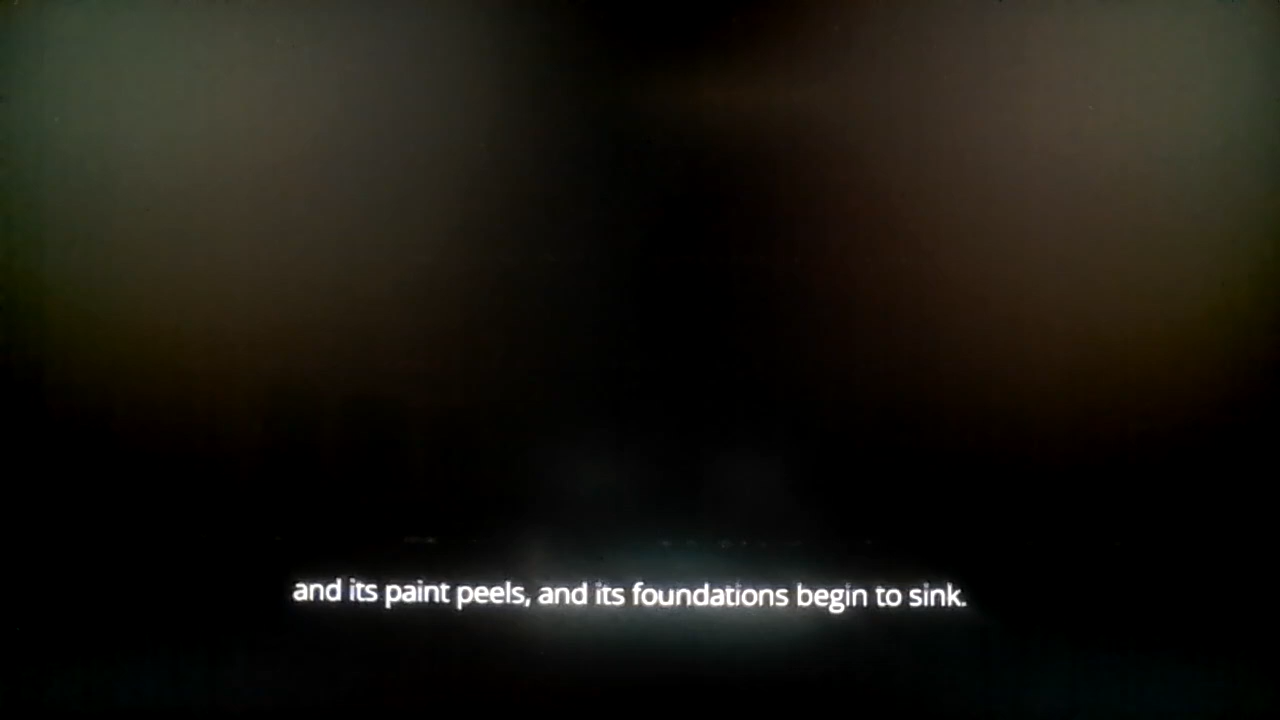 and its paint peels, and its foundations begin to sink.